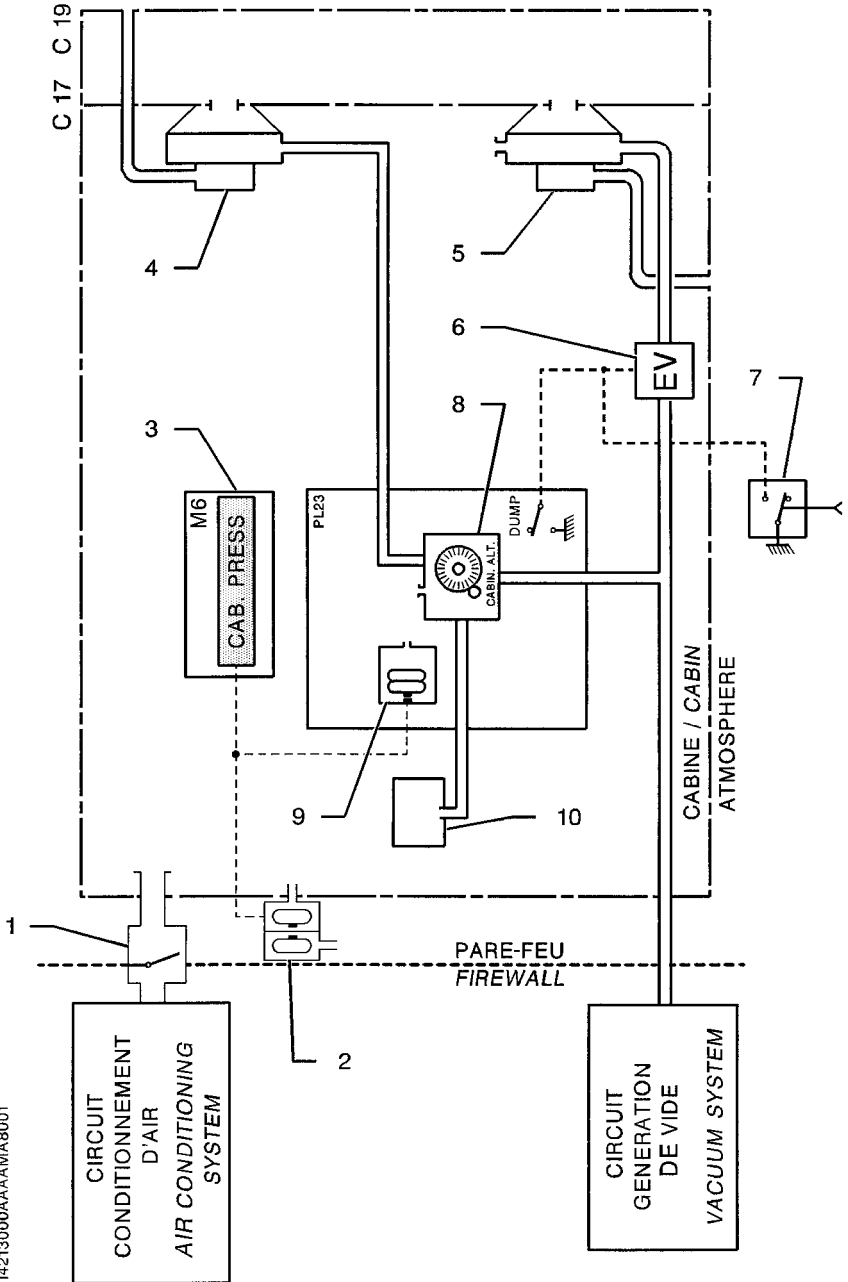 C 17
C 19
4
5
6
7
8
3
EV
M6
CAB. PRESS
PL23
DUMP
CABIN. ALT.
9
10
CABINE / CABIN
ATMOSPHERE
1
2
PARE-FEU
FIREWALL
CIRCUIT
CONDITIONNEMENT
D'AIR
AIR CONDITIONING
SYSTEM
CIRCUIT
GENERATION
DE VIDE
VACUUM SYSTEM